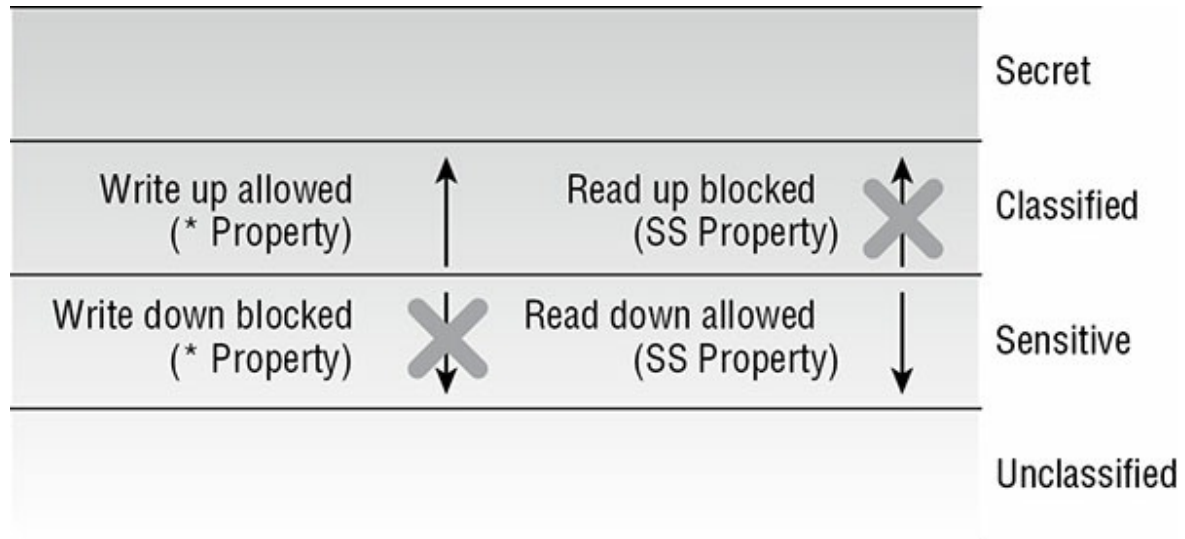 Secret
Write up allowed
(* Property)
Read up blocked
(SS Property)
Classified
Write down blocked
(* Property)
Read down allowed
(SS Property)
Sensitive
Unclassified